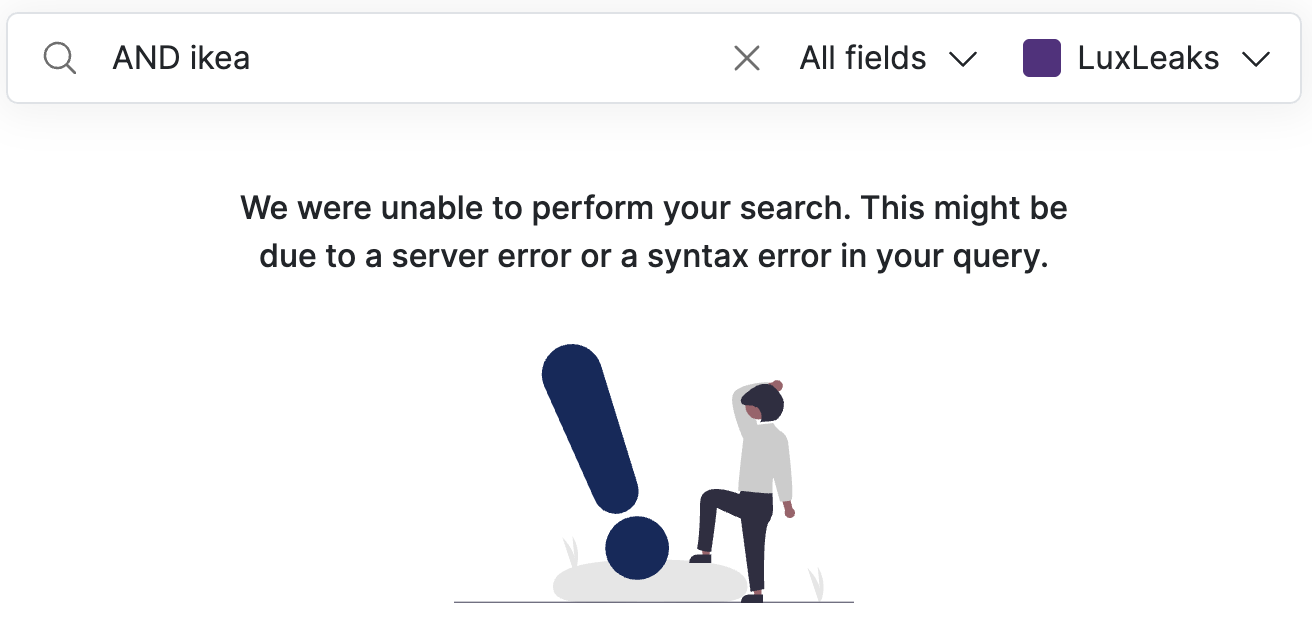 AND ikea All fields LuxLeaks
We were unable to perform your search. This might be
due to a server error or a syntax error in your query.